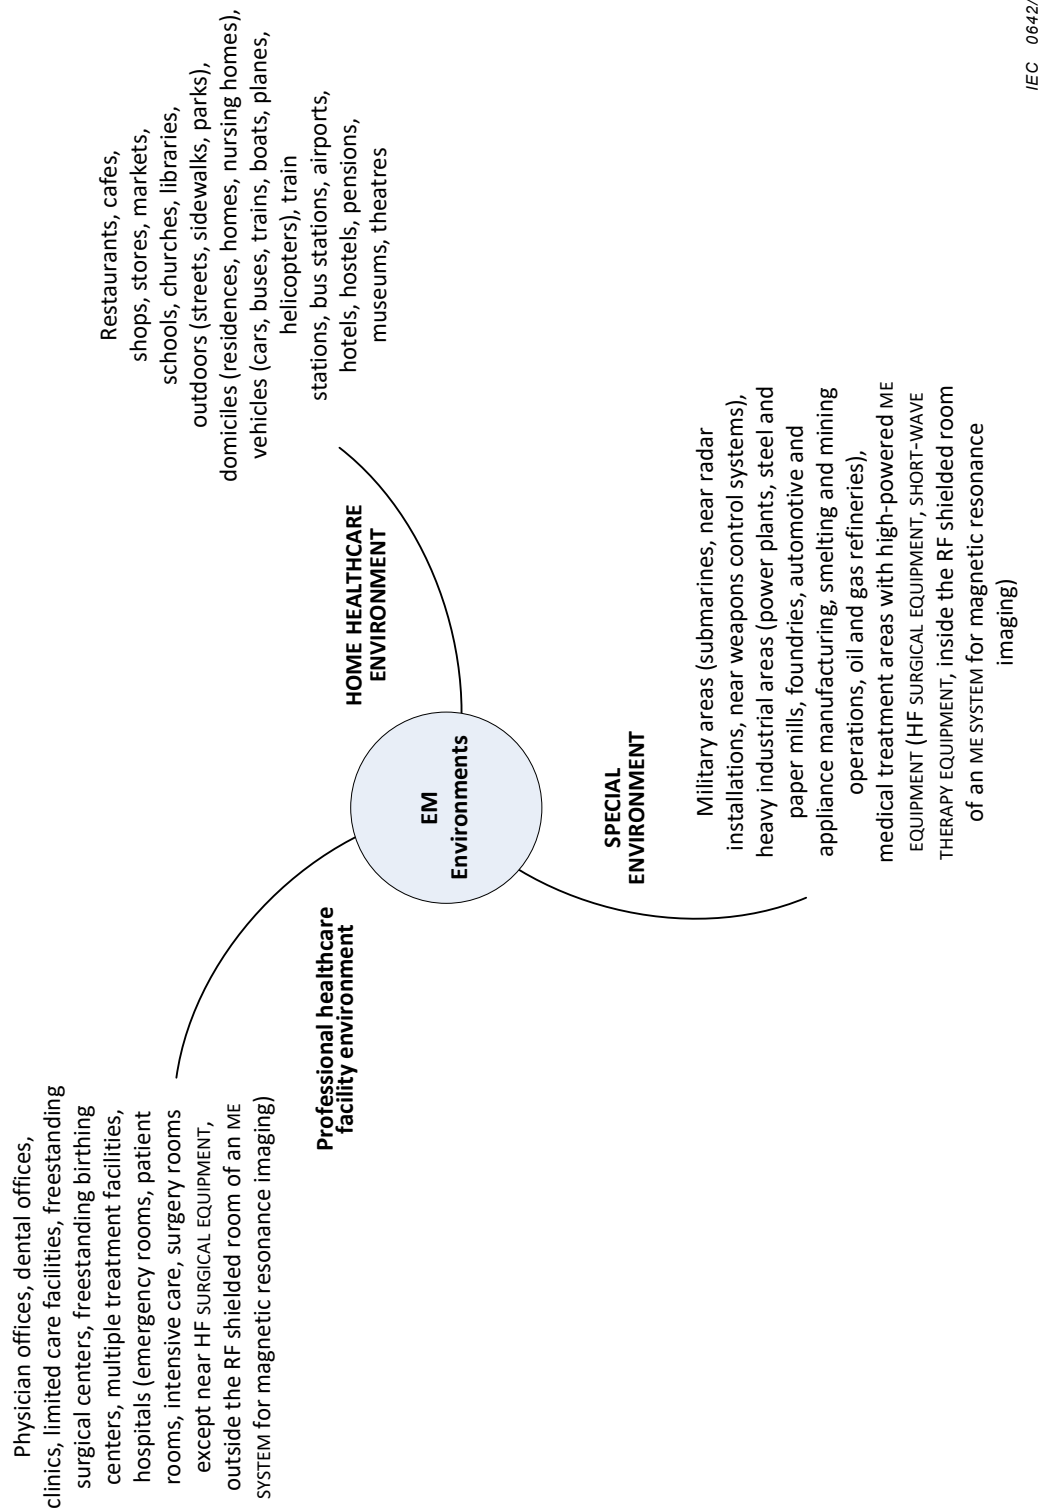 Physician offices, dental offices,
clinics, limited care facilities, freestanding
surgical centers, freestanding birthing
centers, multiple treatment facilities,
hospitals (emergency rooms, patient
rooms, intensive care, surgery rooms
except near HF SURGICAL EQUIPMENT,
outside the RF shielded room of an ME
SYSTEM for magnetic resonance imaging)
Professional healthcare
facility environment
EM
Environments
HOME HEALTHCARE
ENVIRONMENT
Restaurants, cafes,
shops, stores, markets,
schools, churches, libraries,
outdoors (streets, sidewalks, parks),
domiciles (residences, homes, nursing homes),
vehicles (cars, buses, trains, boats, planes,
helicopters), train
stations, bus stations, airports,
hotels, hostels, pensions,
museums, theatres
SPECIAL
ENVIRONMENT
Military areas (submarines, near radar
installations, near weapons control systems),
heavy industrial areas (power plants, steel and
paper mills, foundries, automotive and
appliance manufacturing, smelting and mining
operations, oil and gas refineries),
medical treatment areas with high-powered ME
EQUIPMENT (HF SURGICAL EQUIPMENT, SHORT-WAVE
THERAPY EQUIPMENT, inside the RF shielded room
of an ME SYSTEM for magnetic resonance
imaging)
IEC 0642/